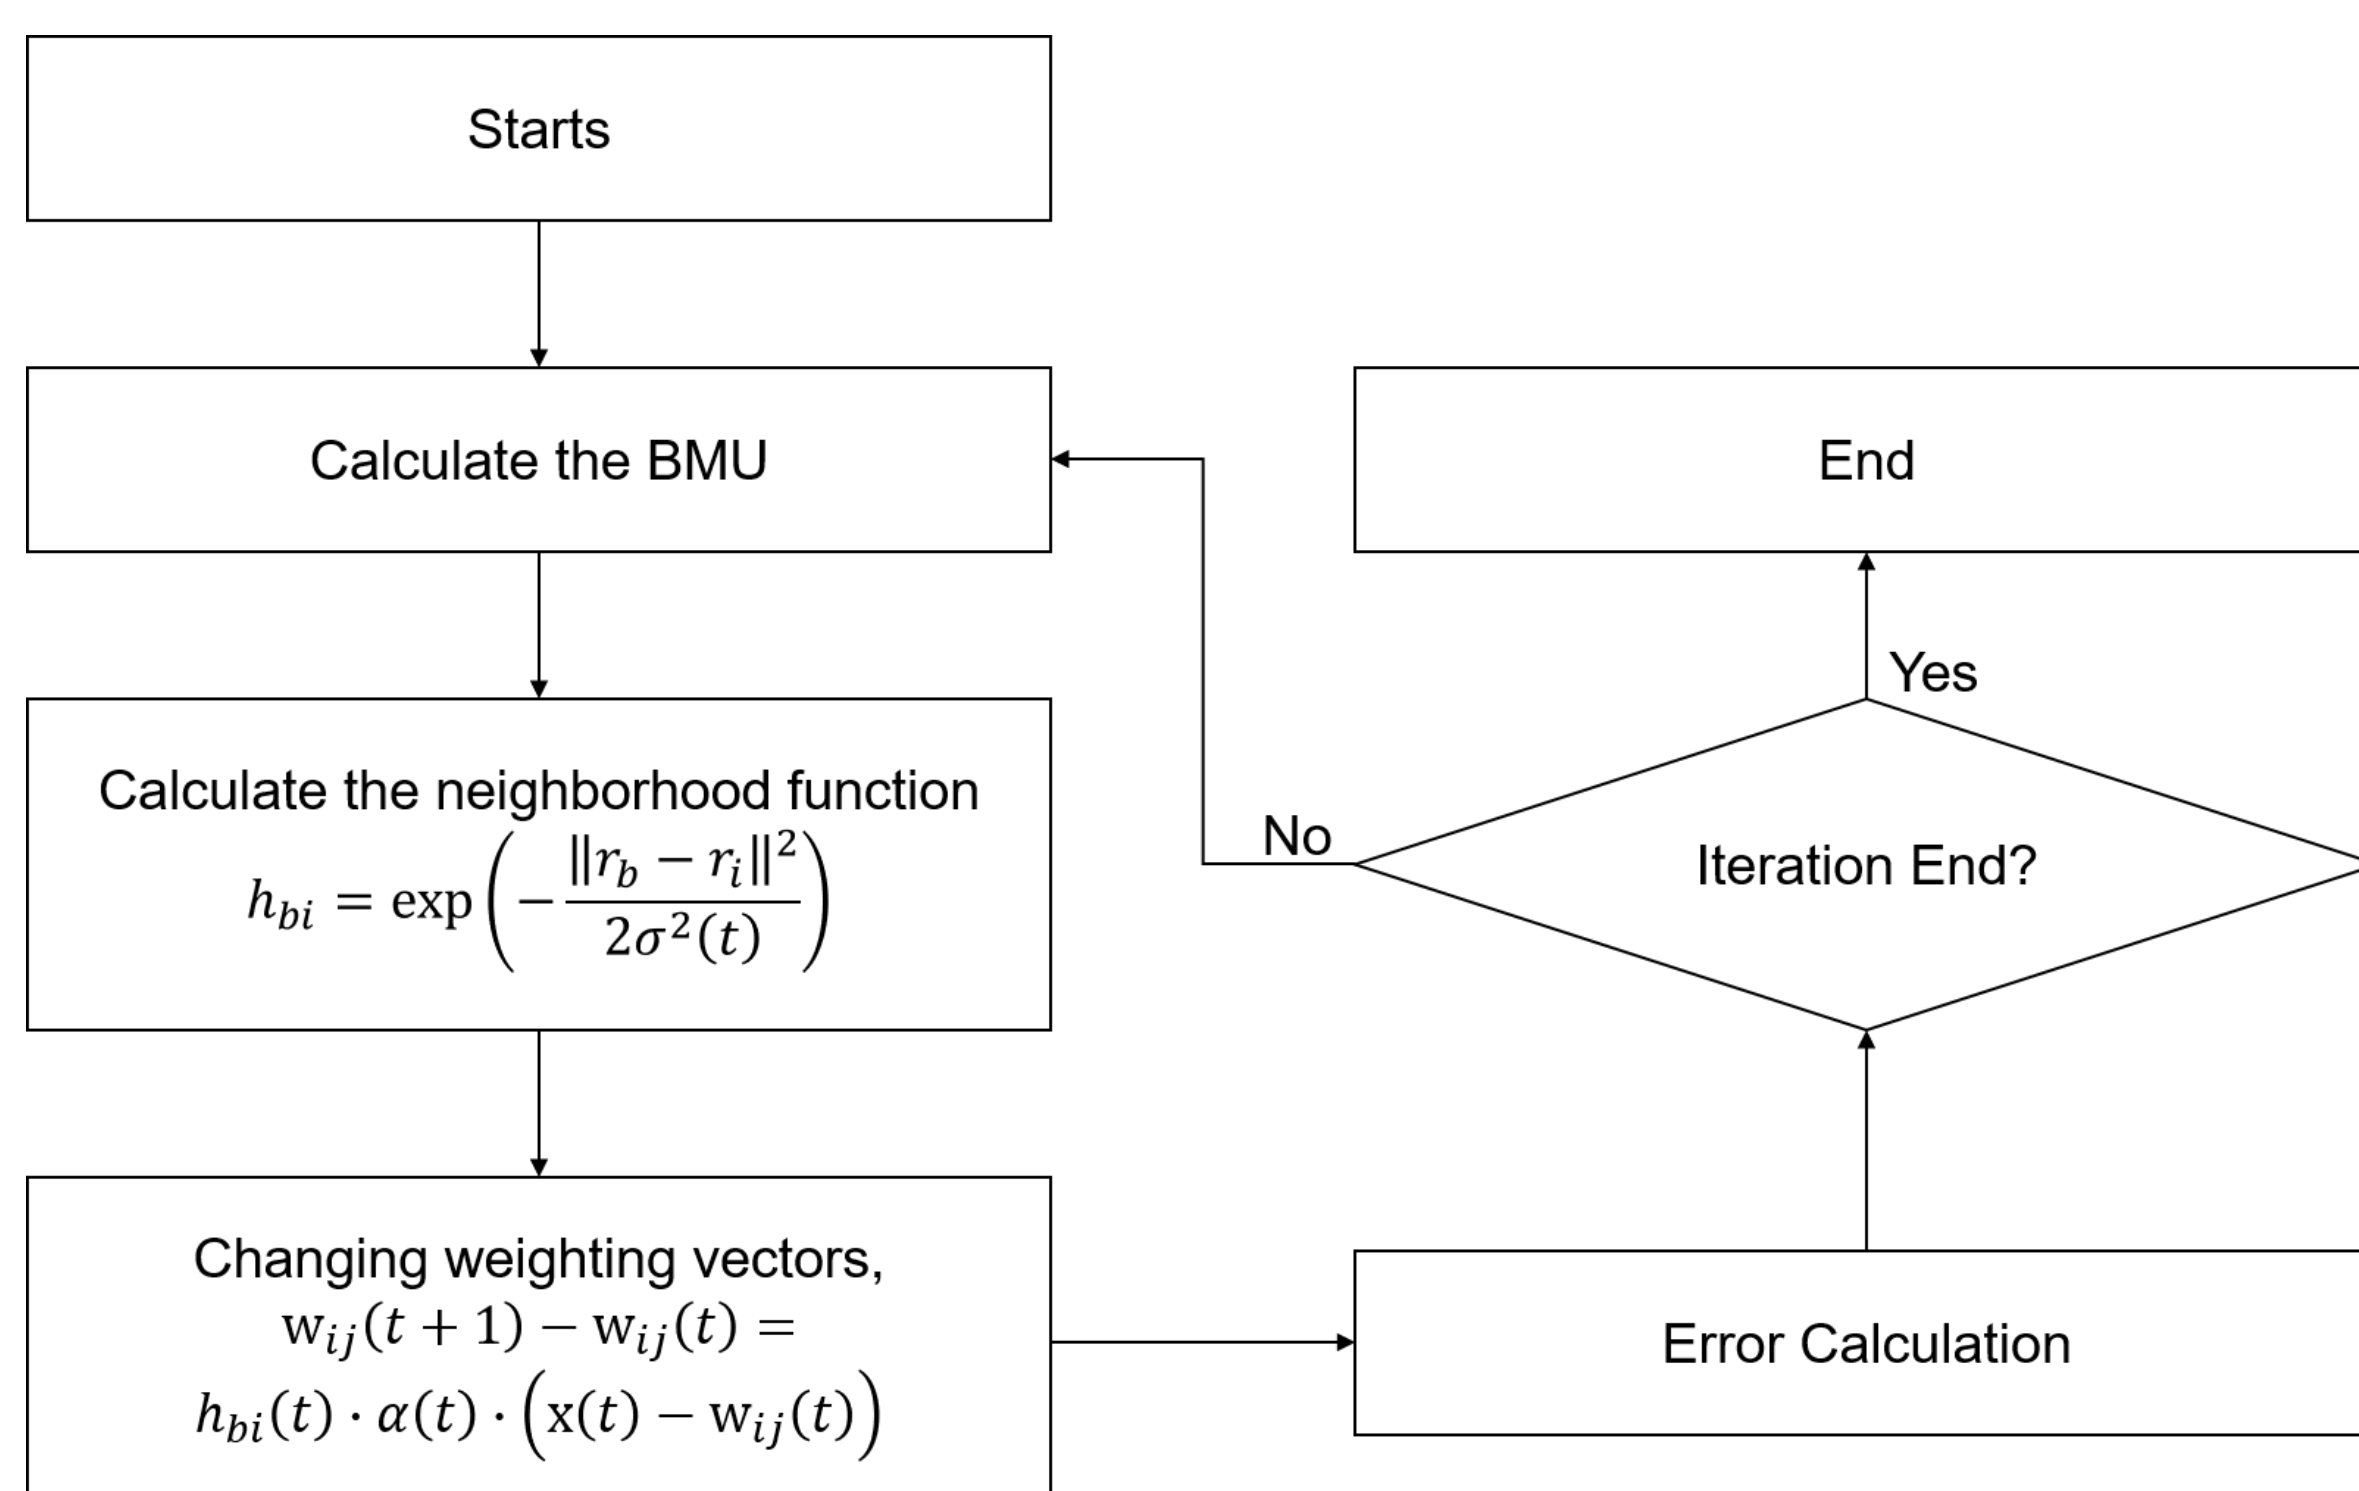 Starts
Calculate the BMU
Calculate the neighborhood function
h_{bi} = exp(−‖r_b − r_i‖² / 2σ²(t))
Changing weighting vectors,
w_{ij}(t + 1) − w_{ij}(t) =
h_{bi}(t) · α(t) · (x(t) − w_{ij}(t))
Error Calculation
Iteration End?
No
Yes
End